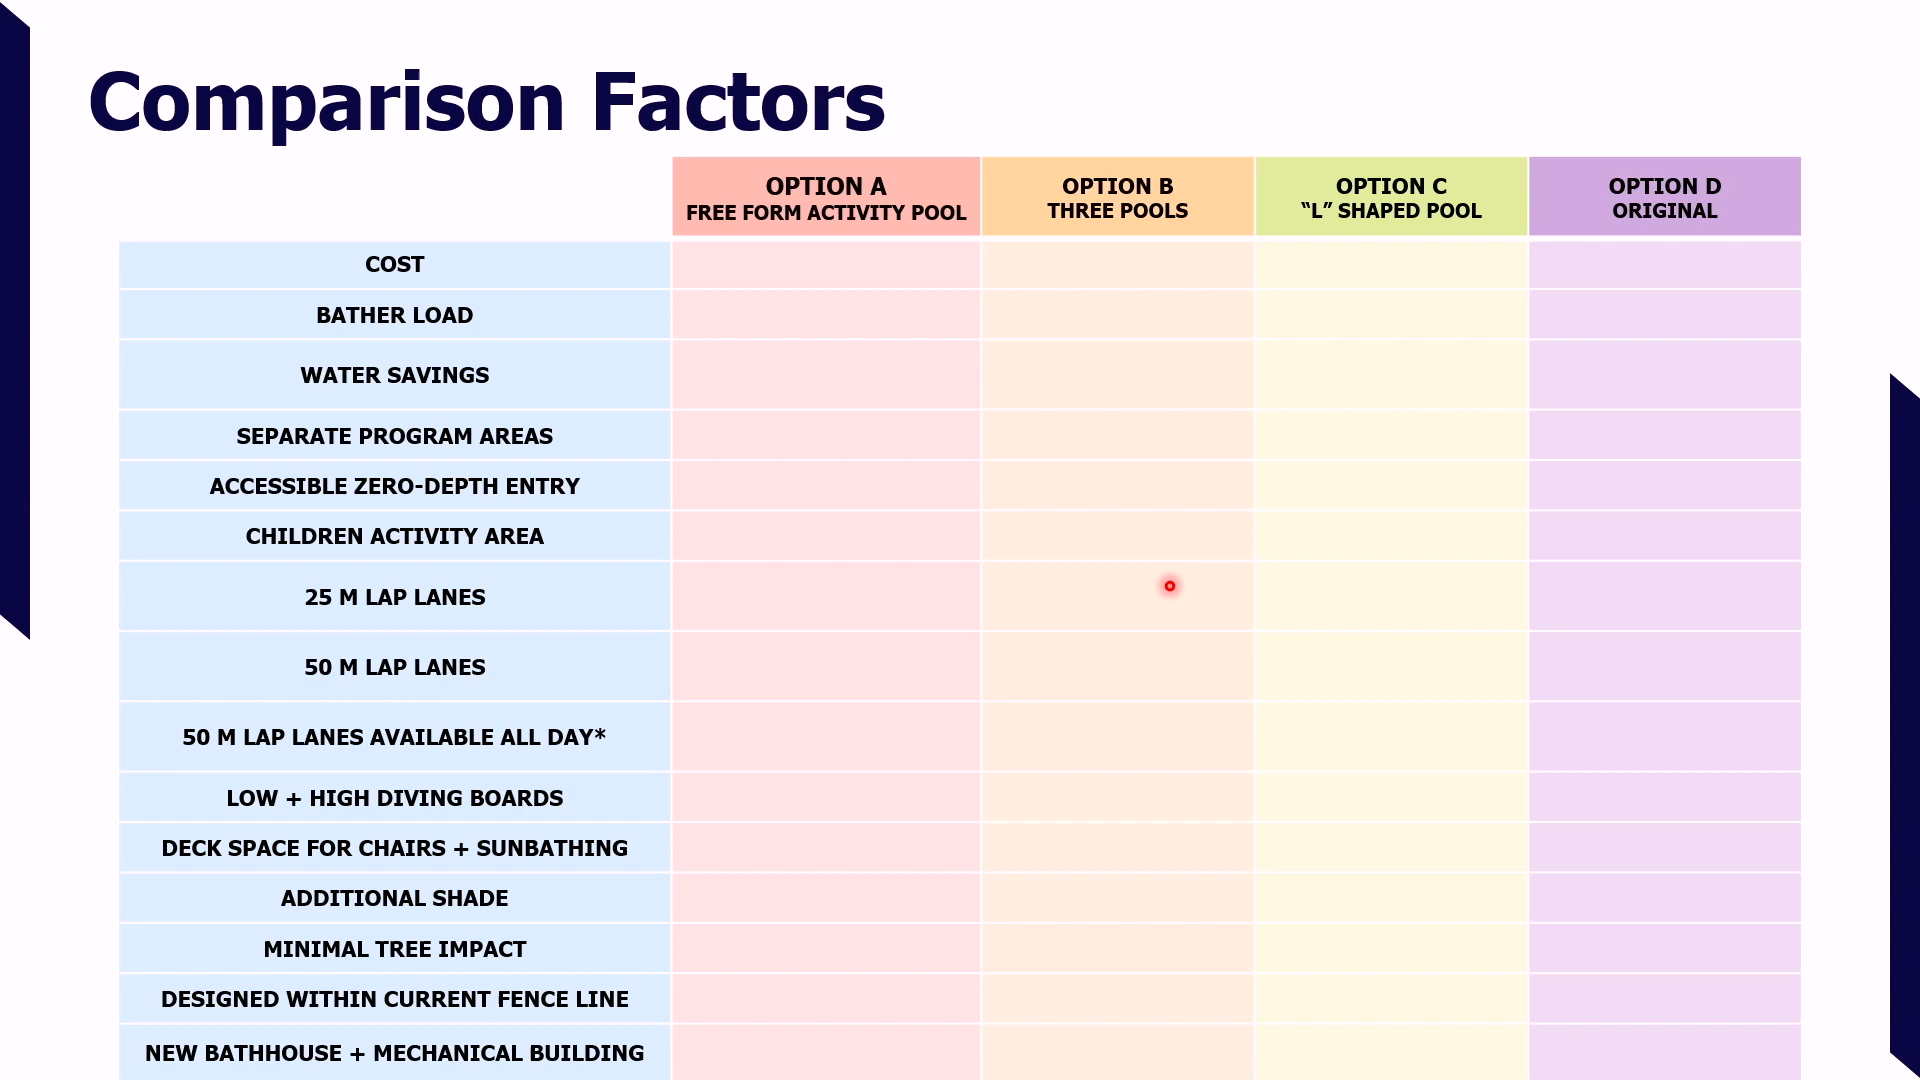 Comparison Factors
OPTION A
FREE FORM ACTIVITY POOL
OPTION B
THREE POOLS
OPTION C
“L” SHAPED POOL
OPTION D
ORIGINAL
COST
BATHER LOAD
WATER SAVINGS
SEPARATE PROGRAM AREAS
ACCESSIBLE ZERO-DEPTH ENTRY
CHILDREN ACTIVITY AREA
25 M LAP LANES
50 M LAP LANES
50 M LAP LANES AVAILABLE ALL DAY*
LOW + HIGH DIVING BOARDS
DECK SPACE FOR CHAIRS + SUNBATHING
ADDITIONAL SHADE
MINIMAL TREE IMPACT
DESIGNED WITHIN CURRENT FENCE LINE
NEW BATHHOUSE + MECHANICAL BUILDING